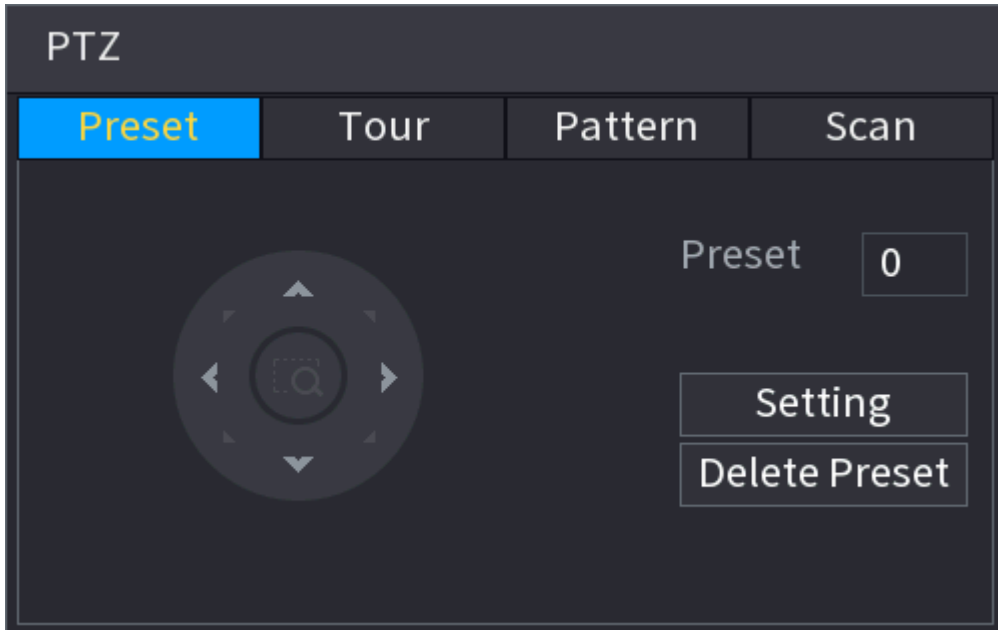 PTZ
Preset Tour Pattern Scan
Preset 0
Setting
Delete Preset